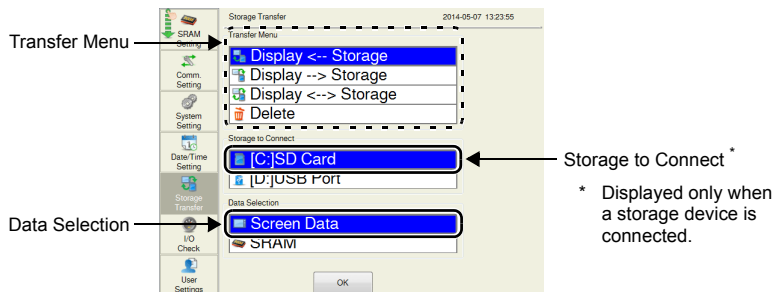 Storage Transfer
2014-05-07 13:23:55
SRAM
Setting
Transfer Menu
Transfer Menu
Display <-- Storage
Display --> Storage
Display <--> Storage
Delete
Comm.
Setting
System
Setting
Storage to Connect
Date/Time
Setting
[C:]SD Card
[D:]USB Port
Storage to Connect *
* Displayed only when
a storage device is
connected.
Storage
Transfer
Data Selection
Data Selection
Screen Data
SRAM
I/O
Check
User
Settings
OK